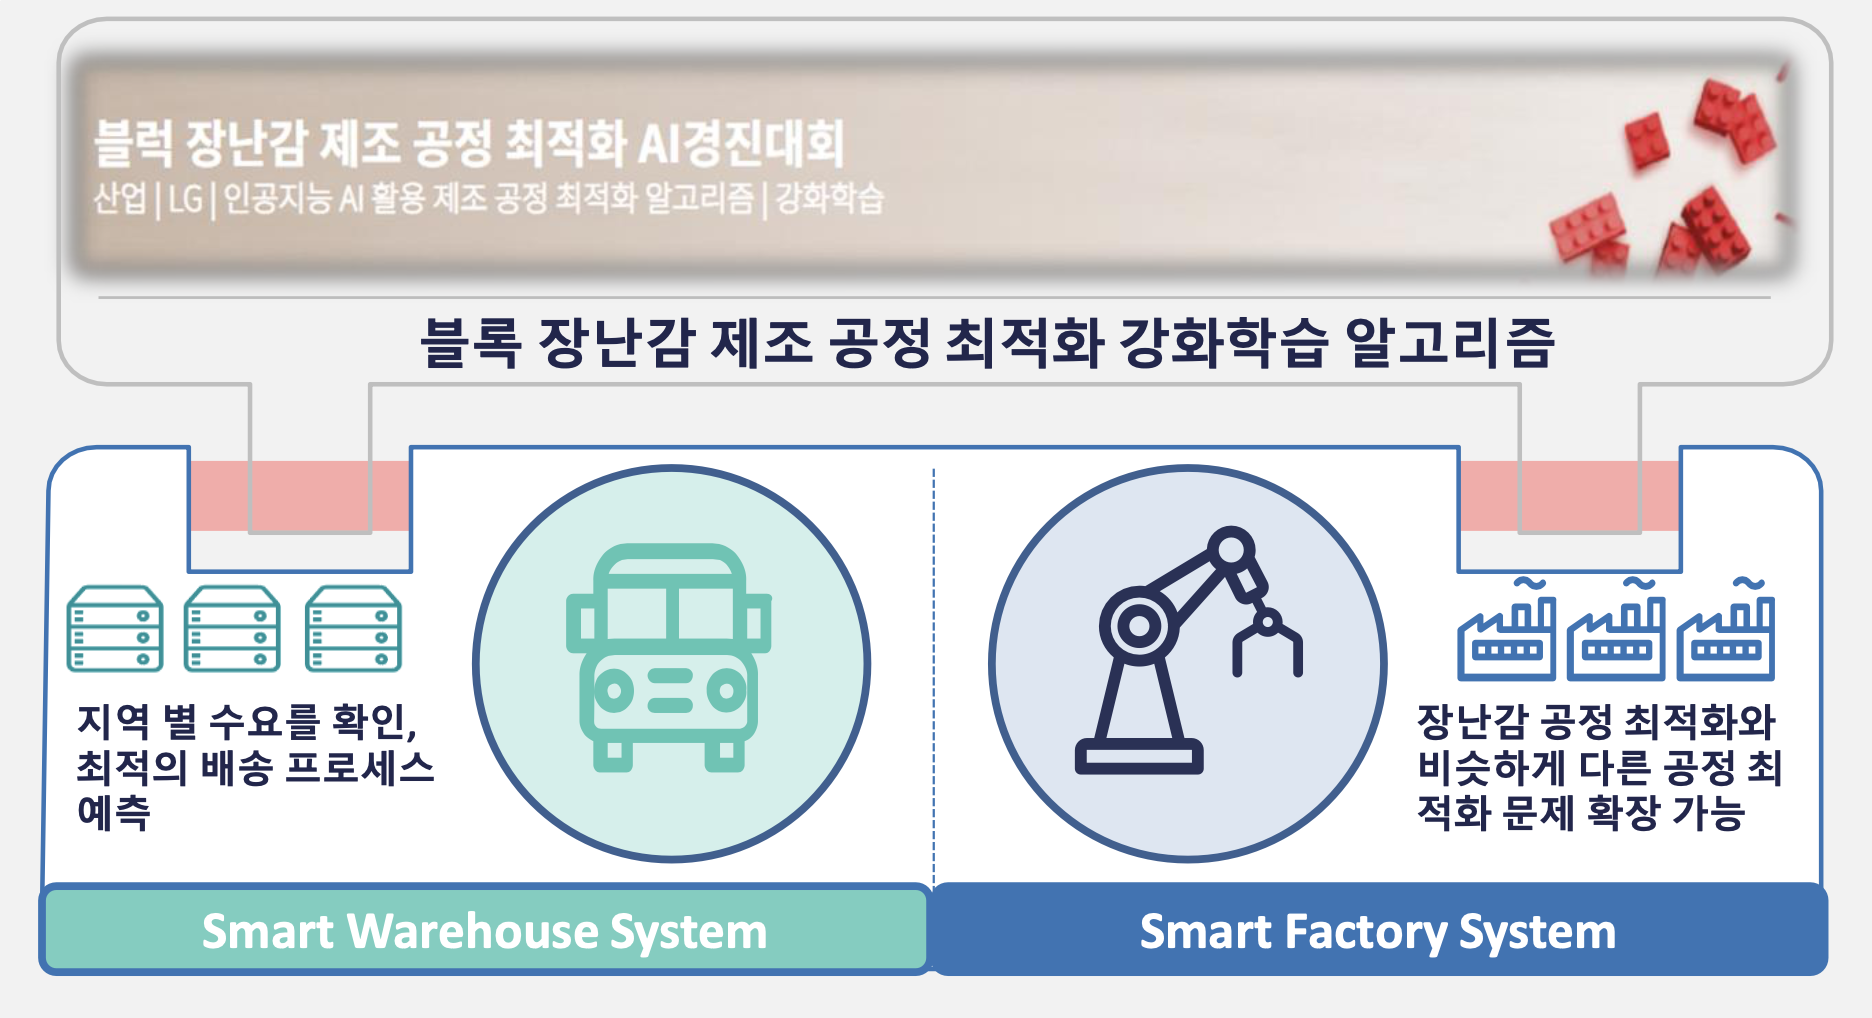 블럭 장난감 제조 공정 최적화 AI경진대회
산업 | LG | 인공지능 AI 활용 제조 공정 최적화 알고리즘 | 강화학습
블록 장난감 제조 공정 최적화 강화학습 알고리즘
지역 별 수요를 확인,
최적의 배송 프로세스
예측
장난감 공정 최적화와
비슷하게 다른 공정 최
적화 문제 확장 가능
Smart Warehouse System
Smart Factory System